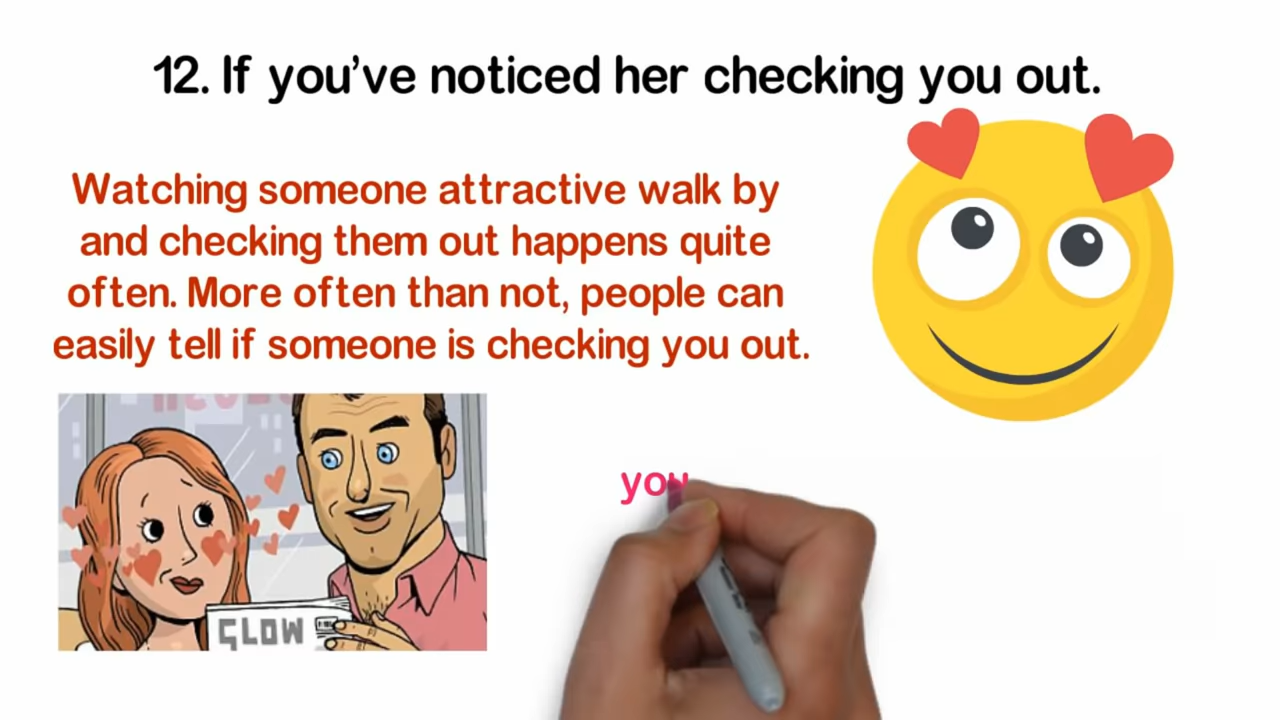 12. If you've noticed her checking you out.
Watching someone attractive walk by
and checking them out happens quite
often. More often than not, people can
easily tell if someone is checking you out.
you
GLOW